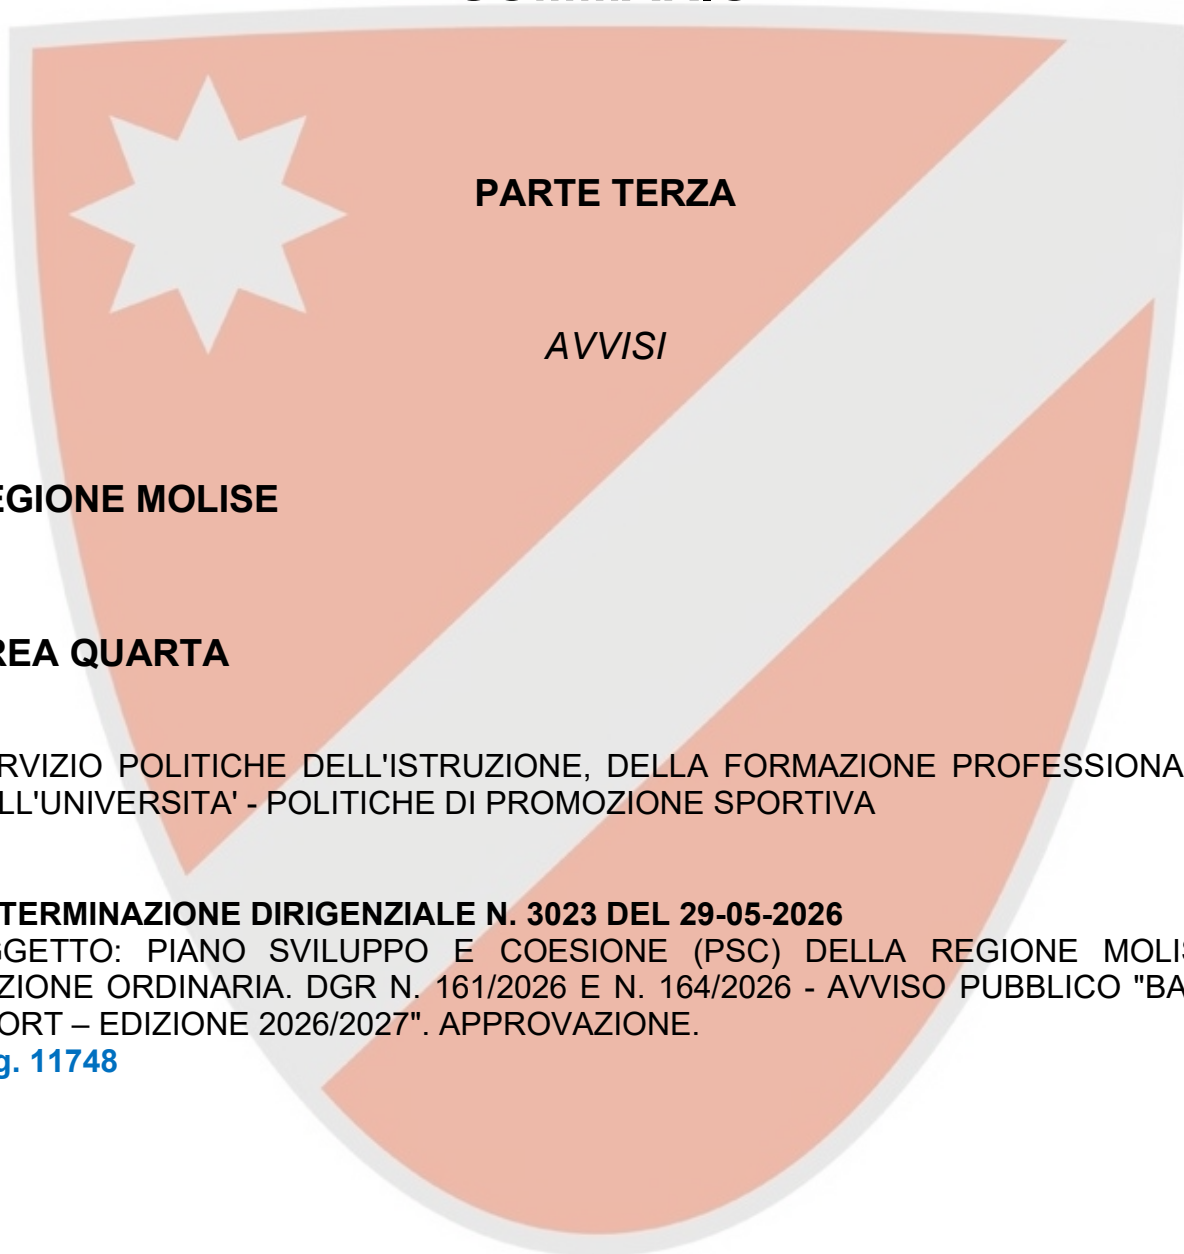 PARTE TERZA
AVVISI
EGIONE MOLISE
REA QUARTA
RVIZIO POLITICHE DELL'ISTRUZIONE, DELLA FORMAZIONE PROFESSIONA
LL'UNIVERSITA' - POLITICHE DI PROMOZIONE SPORTIVA
TERMINAZIONE DIRIGENZIALE N. 3023 DEL 29-05-2026
GGETTO: PIANO SVILUPPO E COESIONE (PSC) DELLA REGIONE MOLIS
ZIONE ORDINARIA. DGR N. 161/2026 E N. 164/2026 - AVVISO PUBBLICO "BA
ORT – EDIZIONE 2026/2027". APPROVAZIONE.
g. 11748